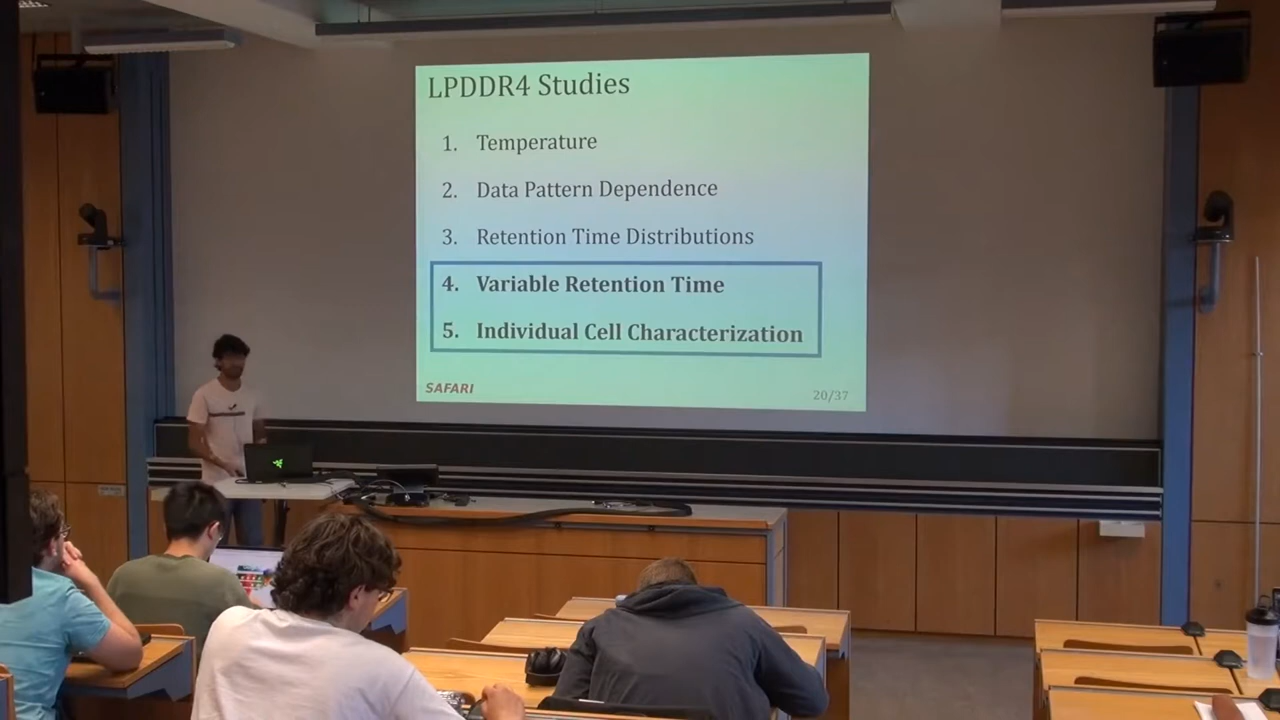 LPDDR4 Studies
1. Temperature
2. Data Pattern Dependence
3. Retention Time Distributions
4. Variable Retention Time
5. Individual Cell Characterization
SAFARI
20/37